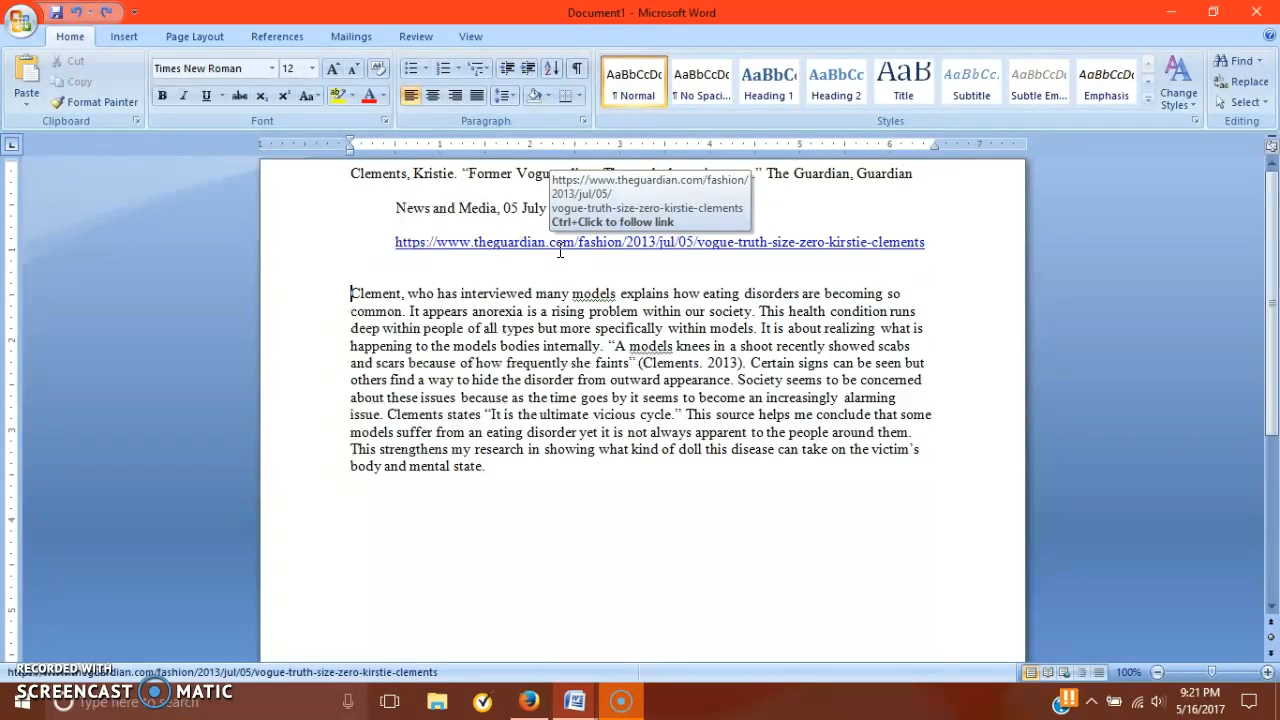 Document1 - Microsoft Word
Home Insert Page Layout References Mailings Review View
Paste
Cut
Copy
Format Painter
Clipboard
Times New Roman 12
Font
Paragraph
AaBbCcDc AaBbCcDc AaBbC AaBbCc AaB AaBbCc. AaBbCcDc AaBbCcDc
¶ Normal ¶ No Spaci... Heading 1 Heading 2 Title Subtitle Subtle Em... Emphasis
Change Styles
Styles
Find
Replace
Select
Editing
Clements, Kristie. “Former
” The Guardian, Guardian
News and Media, 05 July
https://www.theguardian.com/fashion/
2013/jul/05/
vogue-truth-size-zero-kirstie-clements
Ctrl+Click to follow link
https://www.theguardian.com/fashion/2013/jul/05/vogue-truth-size-zero-kirstie-clements
Clement, who has interviewed many models explains how eating disorders are becoming so
common. It appears anorexia is a rising problem within our society. This health condition runs
deep within people of all types but more specifically within models. It is about realizing what is
happening to the models bodies internally. “A models knees in a shoot recently showed scabs
and scars because of how frequently she faints” (Clements. 2013). Certain signs can be seen but
others find a way to hide the disorder from outward appearance. Society seems to be concerned
about these issues because as the time goes by it seems to become an increasingly alarming
issue. Clements states “It is the ultimate vicious cycle.” This source helps me conclude that some
models suffer from an eating disorder yet it is not always apparent to the people around them.
This strengthens my research in showing what kind of doll this disease can take on the victim’s
body and mental state.
RECORDED WITH
SCREENCAST MATIC
https://www.theguardian.com/fashion/2013/jul/05/vogue-truth-size-zero-kirstie-clements
100%
Type here to search
9:21 PM
5/16/2017